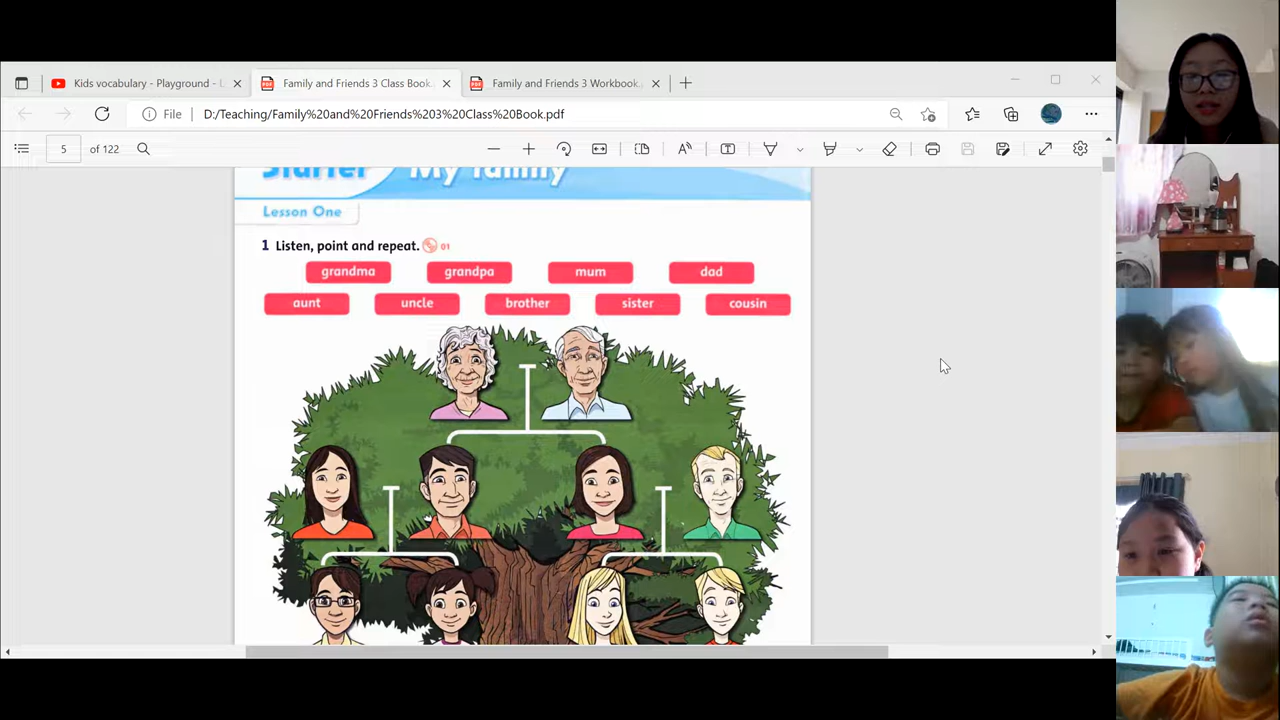 Kids vocabulary - Playground - L
Family and Friends 3 Class Book.
Family and Friends 3 Workbook.
File D:/Teaching/Family%20and%20Friends%203%20Class%20Book.pdf
5 of 122
Starter My family
Lesson One
1 Listen, point and repeat. 01
grandma grandpa mum dad
aunt uncle brother sister cousin